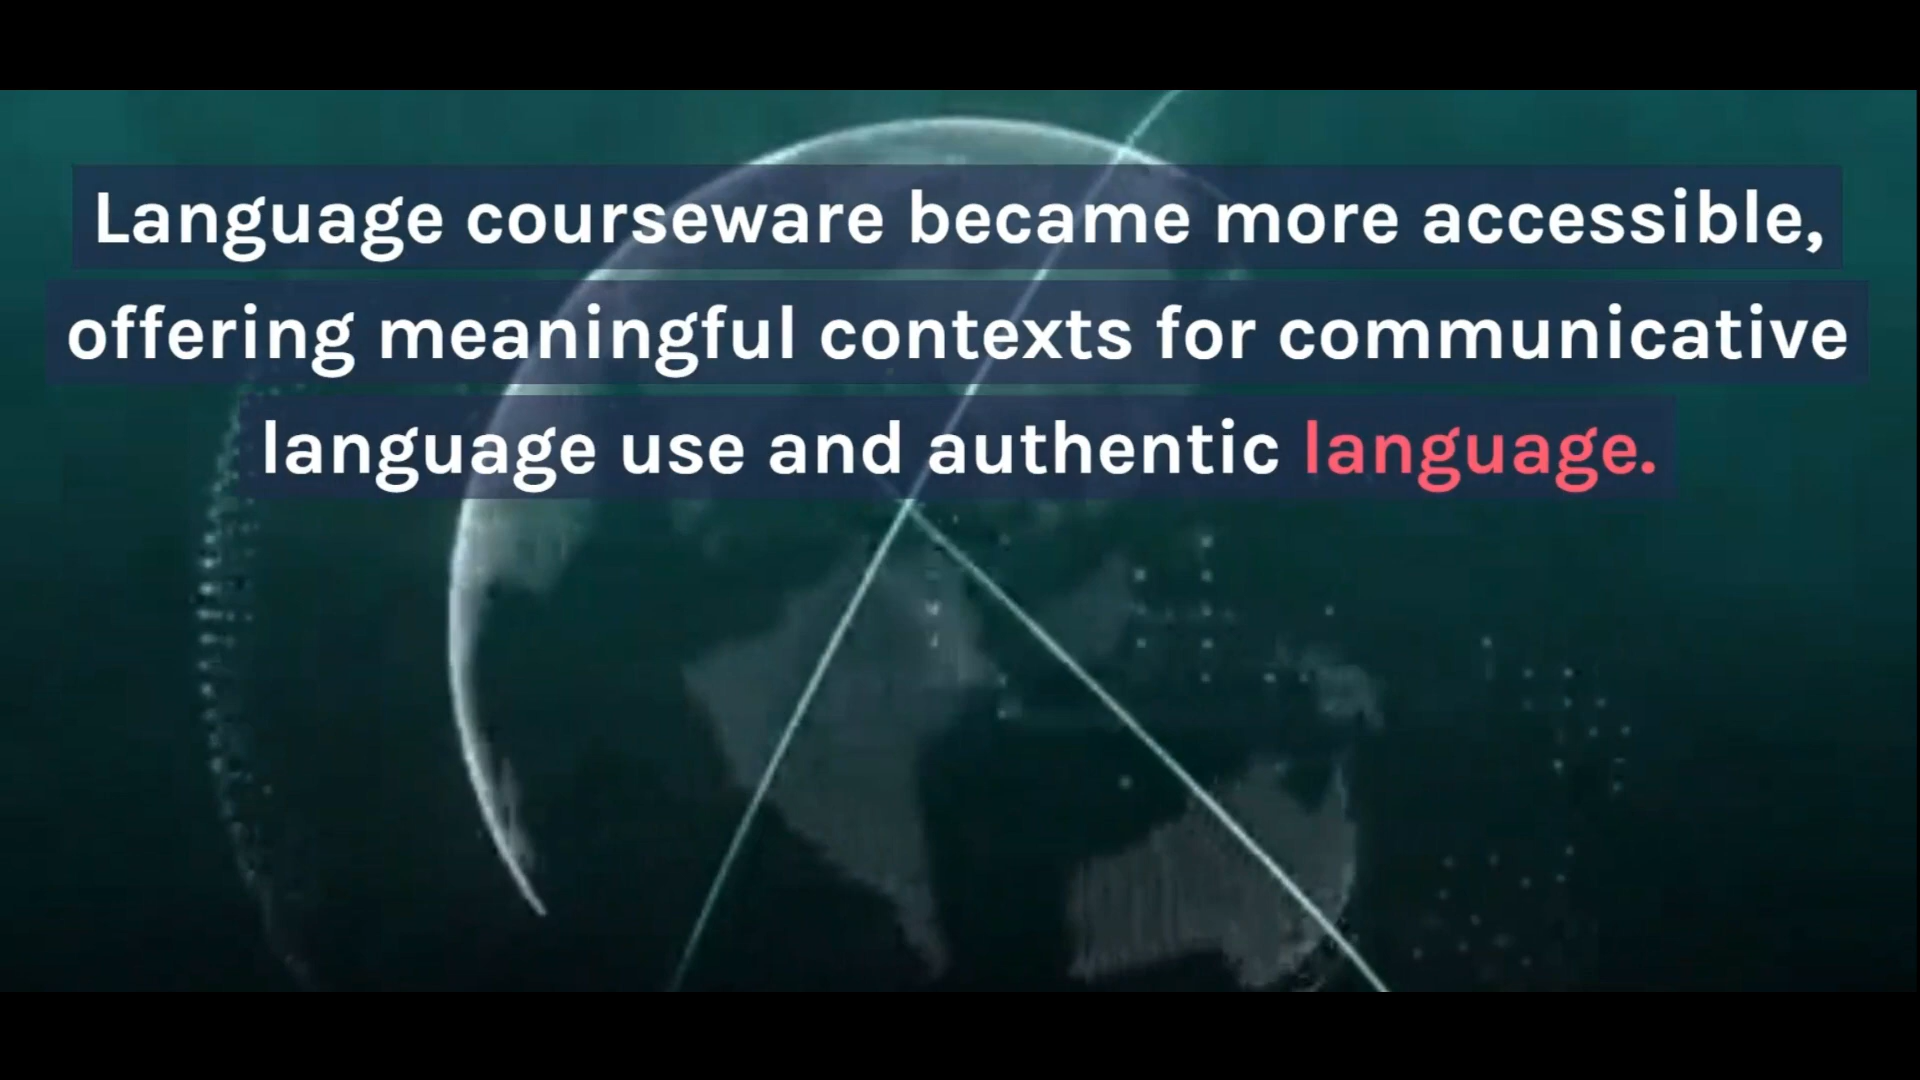 Language courseware became more accessible,
offering meaningful contexts for communicative
language use and authentic language.